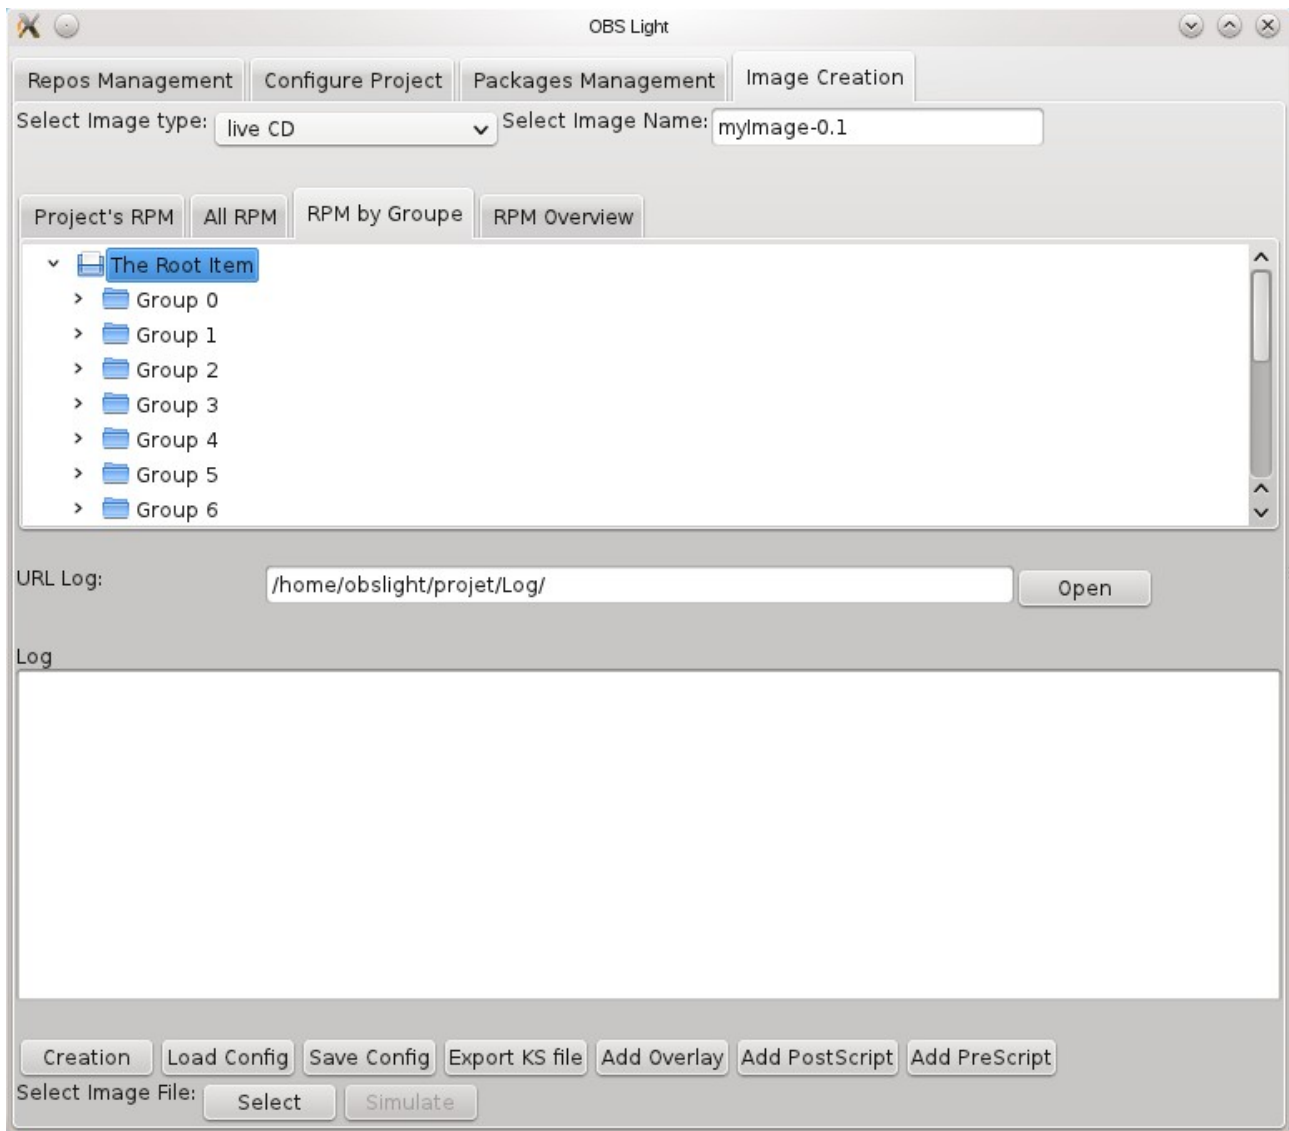 OBS Light
Repos Management Configure Project Packages Management Image Creation
Select Image type: live CD Select Image Name: myImage-0.1
Project's RPM All RPM RPM by Groupe RPM Overview
The Root Item
Group 0
Group 1
Group 2
Group 3
Group 4
Group 5
Group 6
URL Log: /home/obslight/projet/Log/ Open
Log
Creation Load Config Save Config Export KS file Add Overlay Add PostScript Add PreScript
Select Image File: Select Simulate